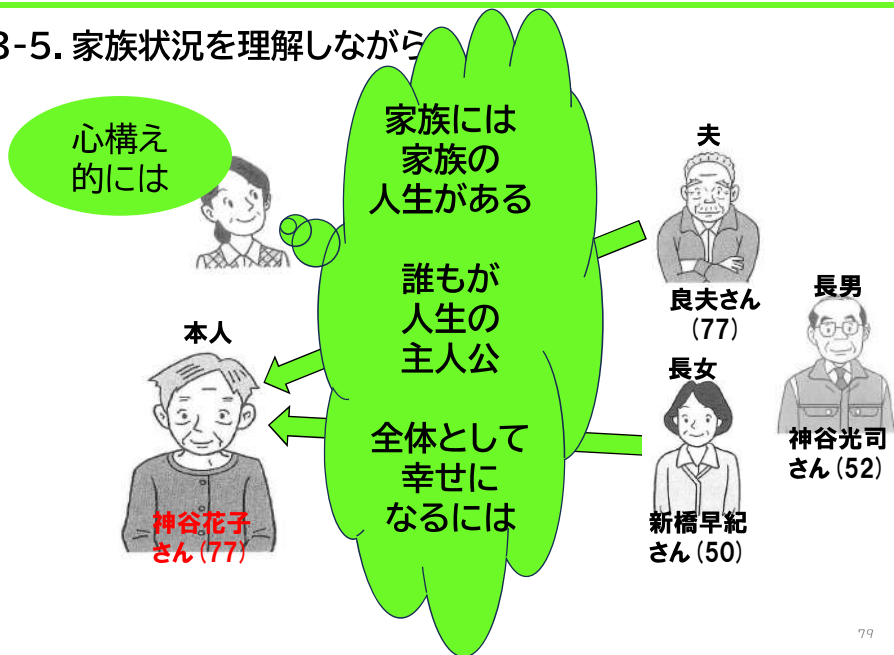 3-5. 家族状況を理解しながら
心構え
的には
家族には
家族の
人生がある
誰もが
人生の
主人公
全体として
幸せに
なるには
本人
神谷花子
さん(77)
夫
良夫さん
(77)
長男
神谷光司
さん(52)
長女
新橋早紀
さん(50)
79